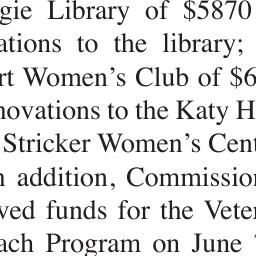 gie Library of $5870
ations to the library;
rt Women's Club of $6
novations to the Katy H
Stricker Women's Cent
addition, Commission
ved funds for the Veter
ach Program on June